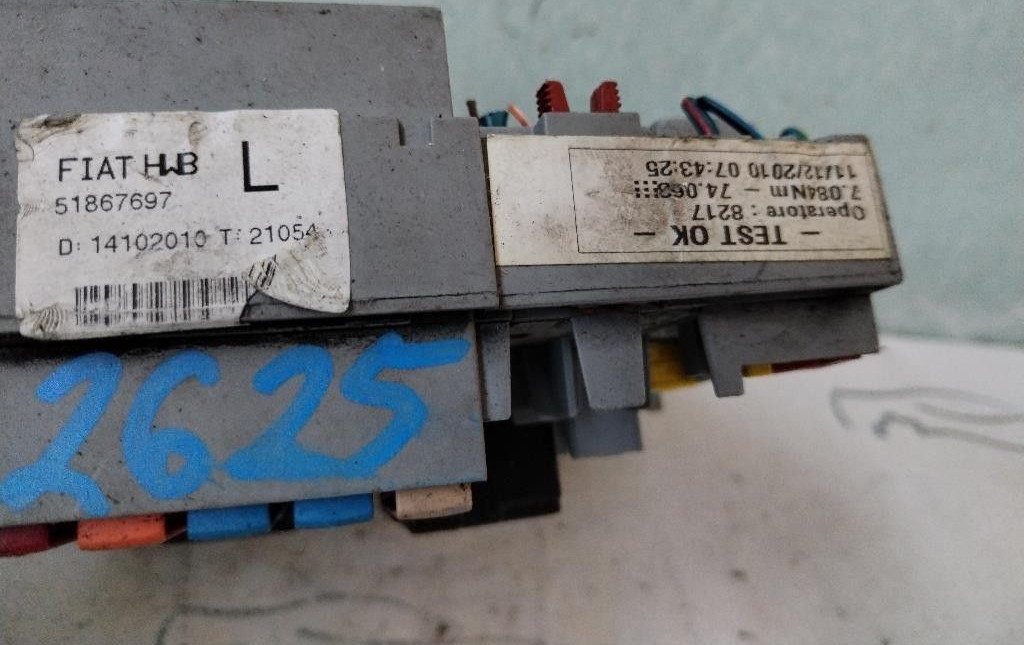 FIAT HWB L
51867697
D: 14102010 T: 21054
- TEST OK -
Operatore : 8217
7.084Nm - 74.063
11/12/2010 07:43:25
2625